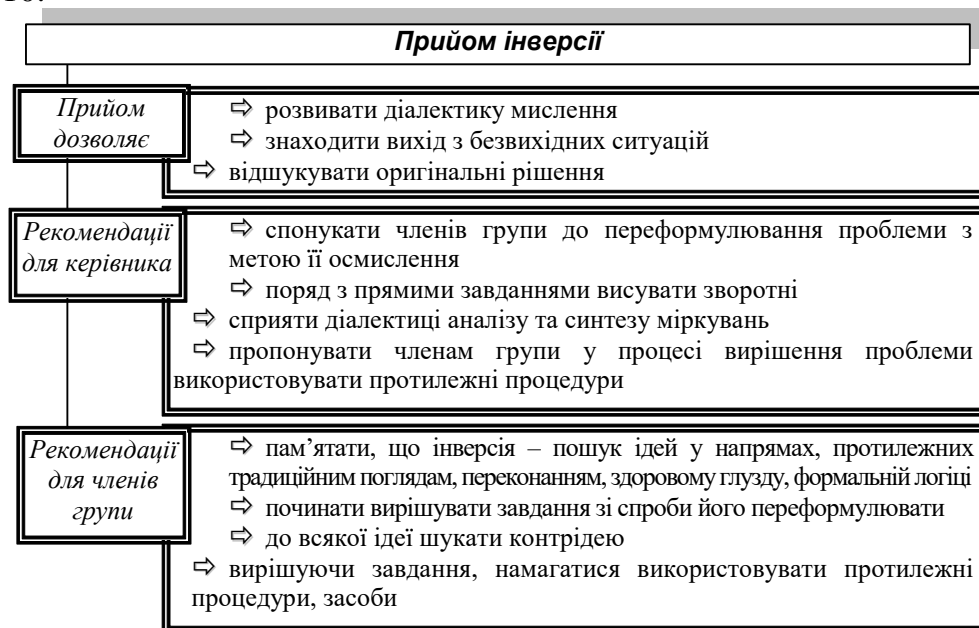 Прийом інверсії
Прийом
дозволяє
⇨ розвивати діалектику мислення
⇨ знаходити вихід з безвихідних ситуацій
⇨ відшукувати оригінальні рішення
Рекомендації
для керівника
⇨ спонукати членів групи до переформулювання проблеми з
метою її осмислення
⇨ поряд з прямими завданнями висувати зворотні
⇨ сприяти діалектиці аналізу та синтезу міркувань
⇨ пропонувати членам групи у процесі вирішення проблеми
використовувати протилежні процедури
Рекомендації
для членів
групи
⇨ пам’ятати, що інверсія – пошук ідей у напрямах, протилежних
традиційним поглядам, переконанням, здоровому глузду, формальній логіці
⇨ починати вирішувати завдання зі спроби його переформулювати
⇨ до всякої ідеї шукати контрідею
⇨ вирішуючи завдання, намагатися використовувати протилежні
процедури, засоби